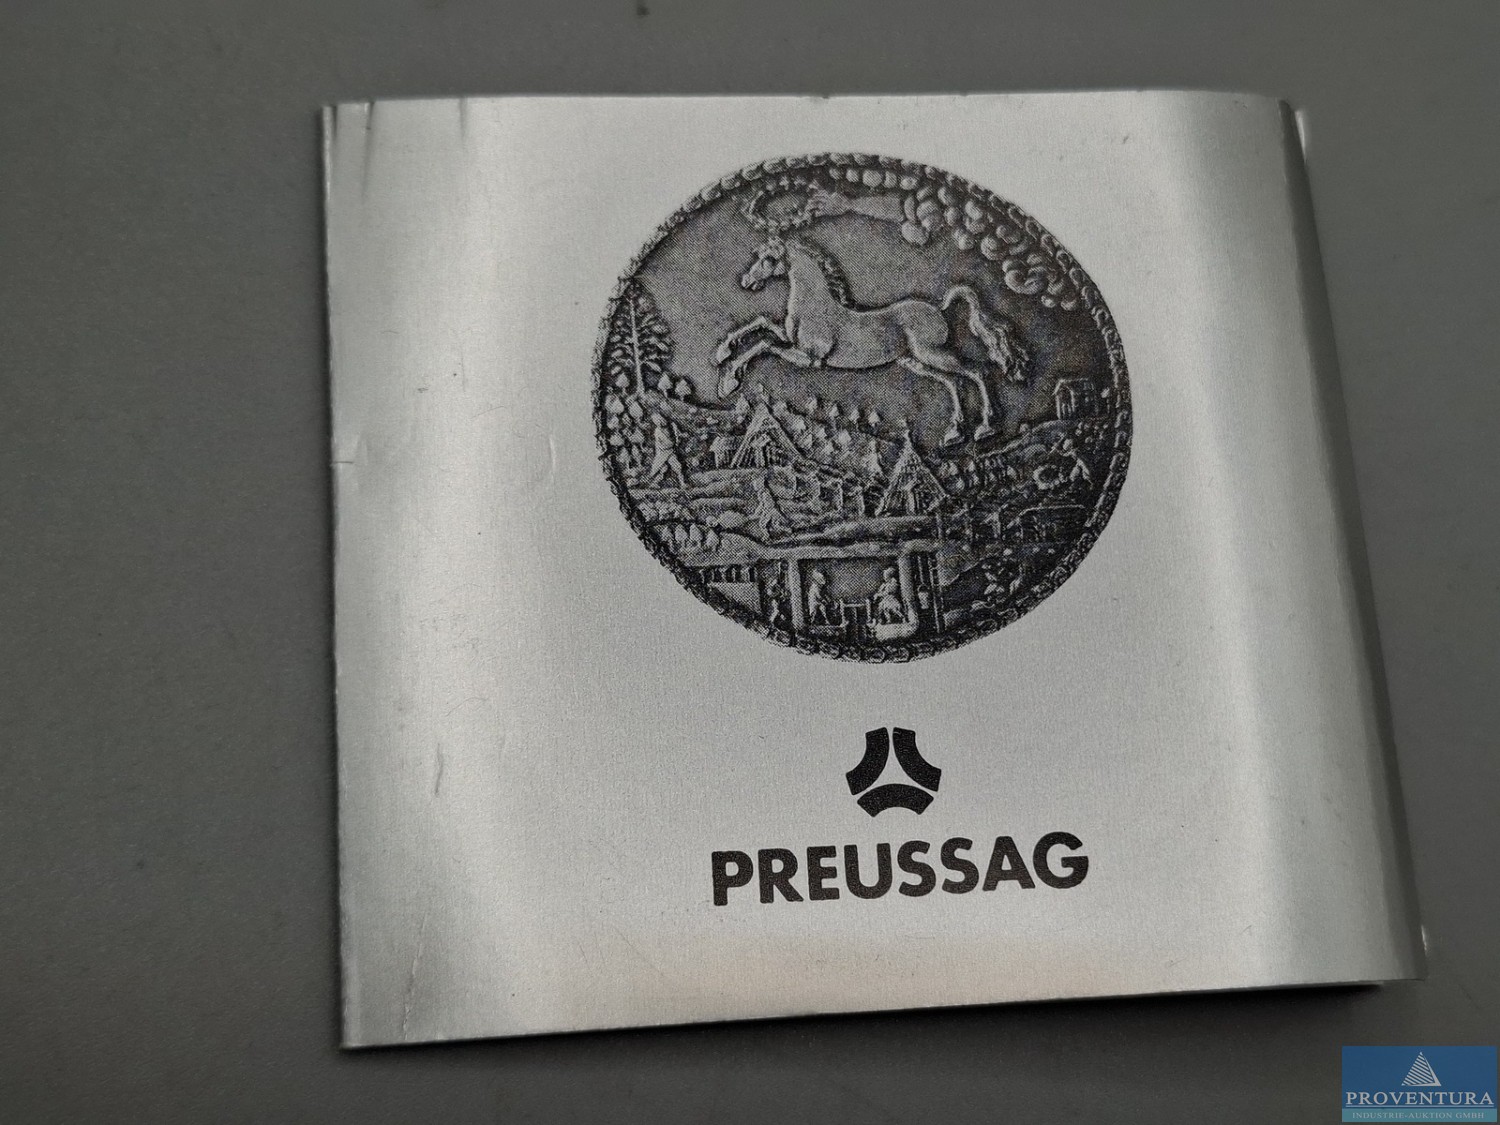 PREUSSAG
PROVENTURA
INDUSTRIE-AUKTION GMBH